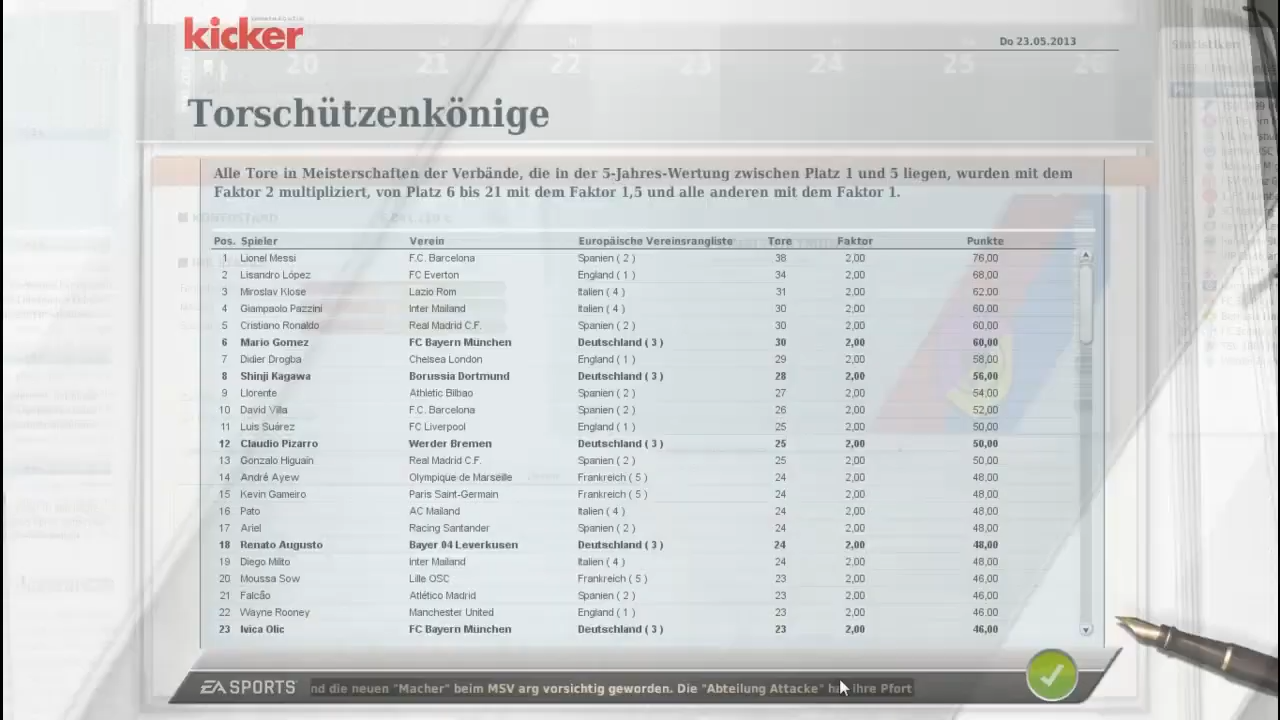 kicker
Do 23.05.2013
20 21 22 23 24 25 26
Statistiken
Torschützenkönige
Alle Tore in Meisterschaften der Verbände, die in der 5-Jahres-Wertung zwischen Platz 1 und 5 liegen, wurden mit dem
Faktor 2 multipliziert, von Platz 6 bis 21 mit dem Faktor 1,5 und alle anderen mit dem Faktor 1.
KONTOSTAND
Pos. Spieler Verein Europäische Vereinsrangliste Tore Faktor Punkte
1 Lionel Messi F.C. Barcelona Spanien ( 2 ) 38 2,00 76,00
2 Lisandro López FC Everton England ( 1 ) 34 2,00 68,00
3 Miroslav Klose Lazio Rom Italien ( 4 ) 31 2,00 62,00
4 Giampaolo Pazzini Inter Mailand Italien ( 4 ) 30 2,00 60,00
5 Cristiano Ronaldo Real Madrid C.F. Spanien ( 2 ) 30 2,00 60,00
6 Mario Gomez FC Bayern München Deutschland ( 3 ) 30 2,00 60,00
7 Didier Drogba Chelsea London England ( 1 ) 29 2,00 58,00
8 Shinji Kagawa Borussia Dortmund Deutschland ( 3 ) 28 2,00 56,00
9 Llorente Athletic Bilbao Spanien ( 2 ) 27 2,00 54,00
10 David Villa F.C. Barcelona Spanien ( 2 ) 26 2,00 52,00
11 Luis Suárez FC Liverpool England ( 1 ) 25 2,00 50,00
12 Claudio Pizarro Werder Bremen Deutschland ( 3 ) 25 2,00 50,00
13 Gonzalo Higuaín Real Madrid C.F. Spanien ( 2 ) 25 2,00 50,00
14 André Ayew Olympique de Marseille Frankreich ( 5 ) 24 2,00 48,00
15 Kevin Gameiro Paris Saint-Germain Frankreich ( 5 ) 24 2,00 48,00
16 Pato AC Mailand Italien ( 4 ) 24 2,00 48,00
17 Ariel Racing Santander Spanien ( 2 ) 24 2,00 48,00
18 Renato Augusto Bayer 04 Leverkusen Deutschland ( 3 ) 24 2,00 48,00
19 Diego Milito Inter Mailand Italien ( 4 ) 24 2,00 48,00
20 Moussa Sow Lille OSC Frankreich ( 5 ) 23 2,00 46,00
21 Falcão Atlético Madrid Spanien ( 2 ) 23 2,00 46,00
22 Wayne Rooney Manchester United England ( 1 ) 23 2,00 46,00
23 Ivica Olic FC Bayern München Deutschland ( 3 ) 23 2,00 46,00
EA SPORTS nd die neuen "Macher" beim MSV arg vorsichtig geworden. Die "Abteilung Attacke" ihre Pfort